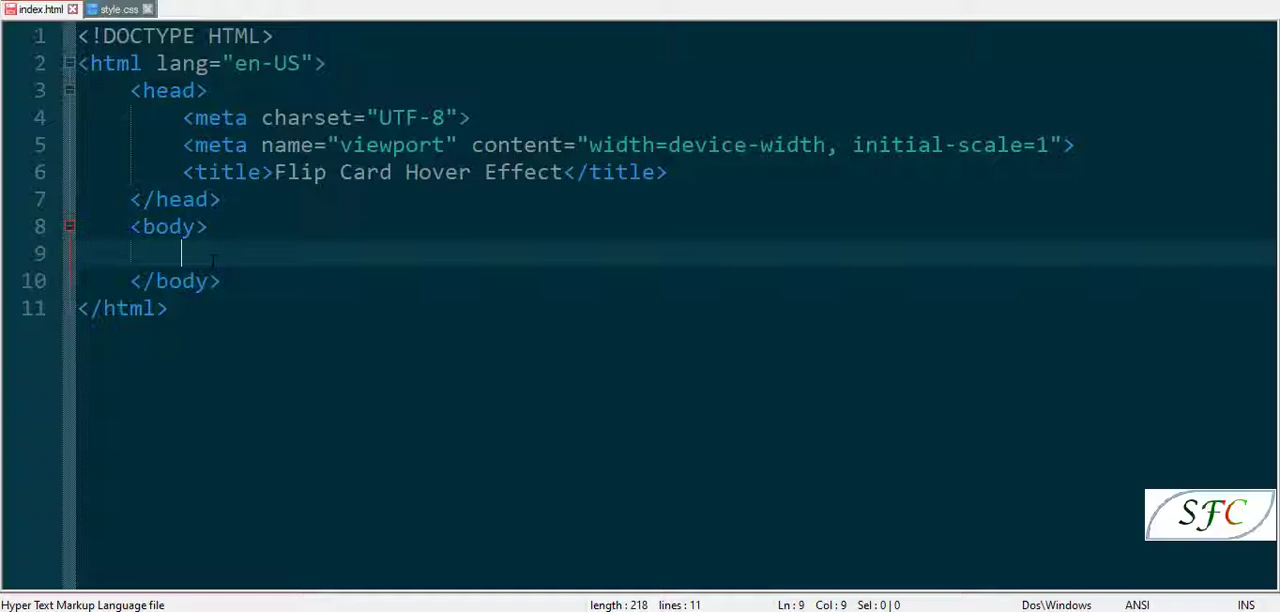 index.html style.css
1 <!DOCTYPE HTML>
2 <html lang="en-US">
3 <head>
4 <meta charset="UTF-8">
5 <meta name="viewport" content="width=device-width, initial-scale=1">
6 <title>Flip Card Hover Effect</title>
7 </head>
8 <body>
9
10 </body>
11 </html>
SFC
Hyper Text Markup Language file length : 218 lines : 11 Ln : 9 Col : 9 Sel : 0 | 0 Dos\Windows ANSI INS